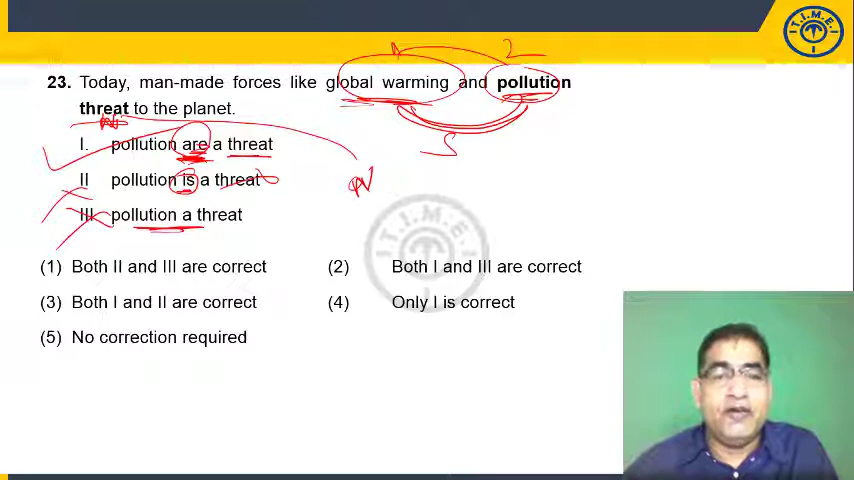 I.T.I.M.E.I
23. Today, man-made forces like global warming and pollution
threat to the planet.
I. pollution are a threat
II pollution is a threat
III pollution a threat
(1) Both II and III are correct
(2) Both I and III are correct
(3) Both I and II are correct
(4) Only I is correct
(5) No correction required